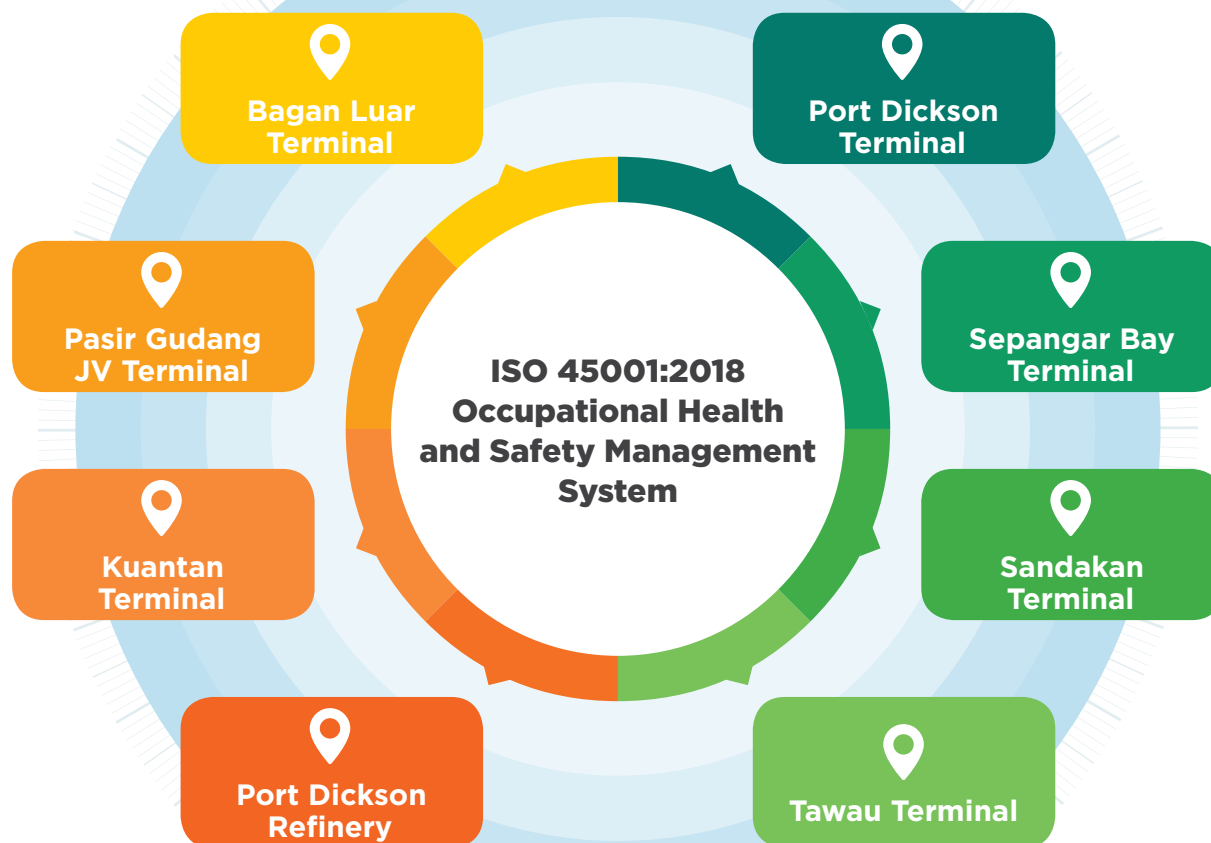 Bagan Luar
Terminal
Port Dickson
Terminal
Pasir Gudang
JV Terminal
Sepangar Bay
Terminal
ISO 45001:2018
Occupational Health
and Safety Management
System
Kuantan
Terminal
Sandakan
Terminal
Port Dickson
Refinery
Tawau Terminal